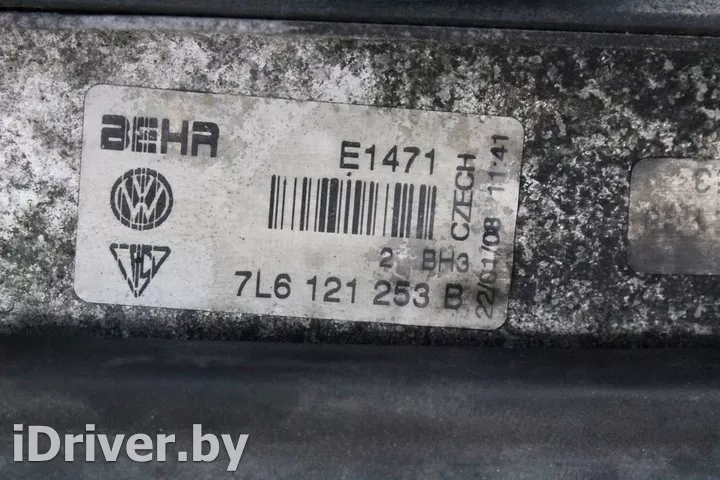 BEHR
E1471
2 BH3
7L6 121 253 B
CZECH
22/01/08 11:41
iDriver.by